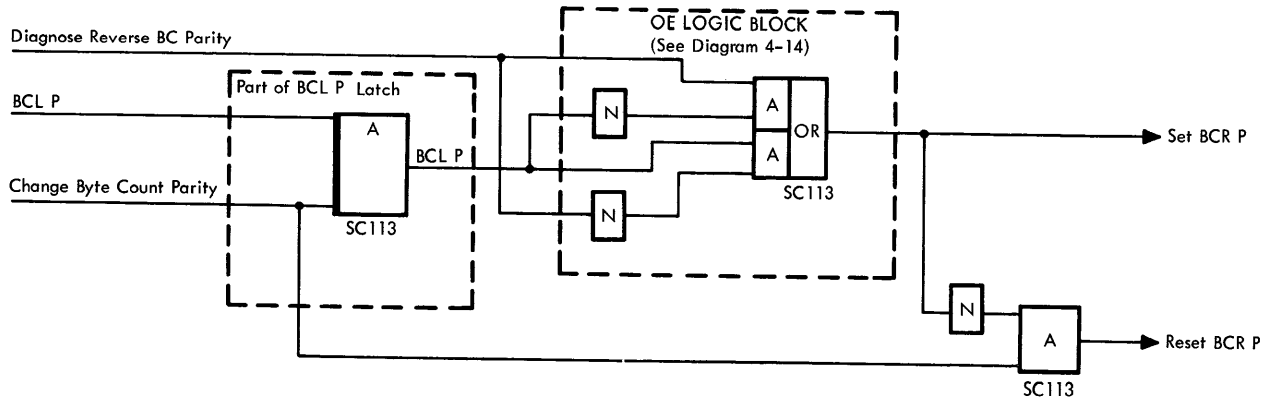 OE LOGIC BLOCK
(See Diagram 4-14)
Diagnose Reverse BC Parity
Part of BCL P Latch
BCL P
A
N
A
OR
A
Set BCR P
BCL P
Change Byte Count Parity
SC113
SC113
N
N
A
Reset BCR P
SC113